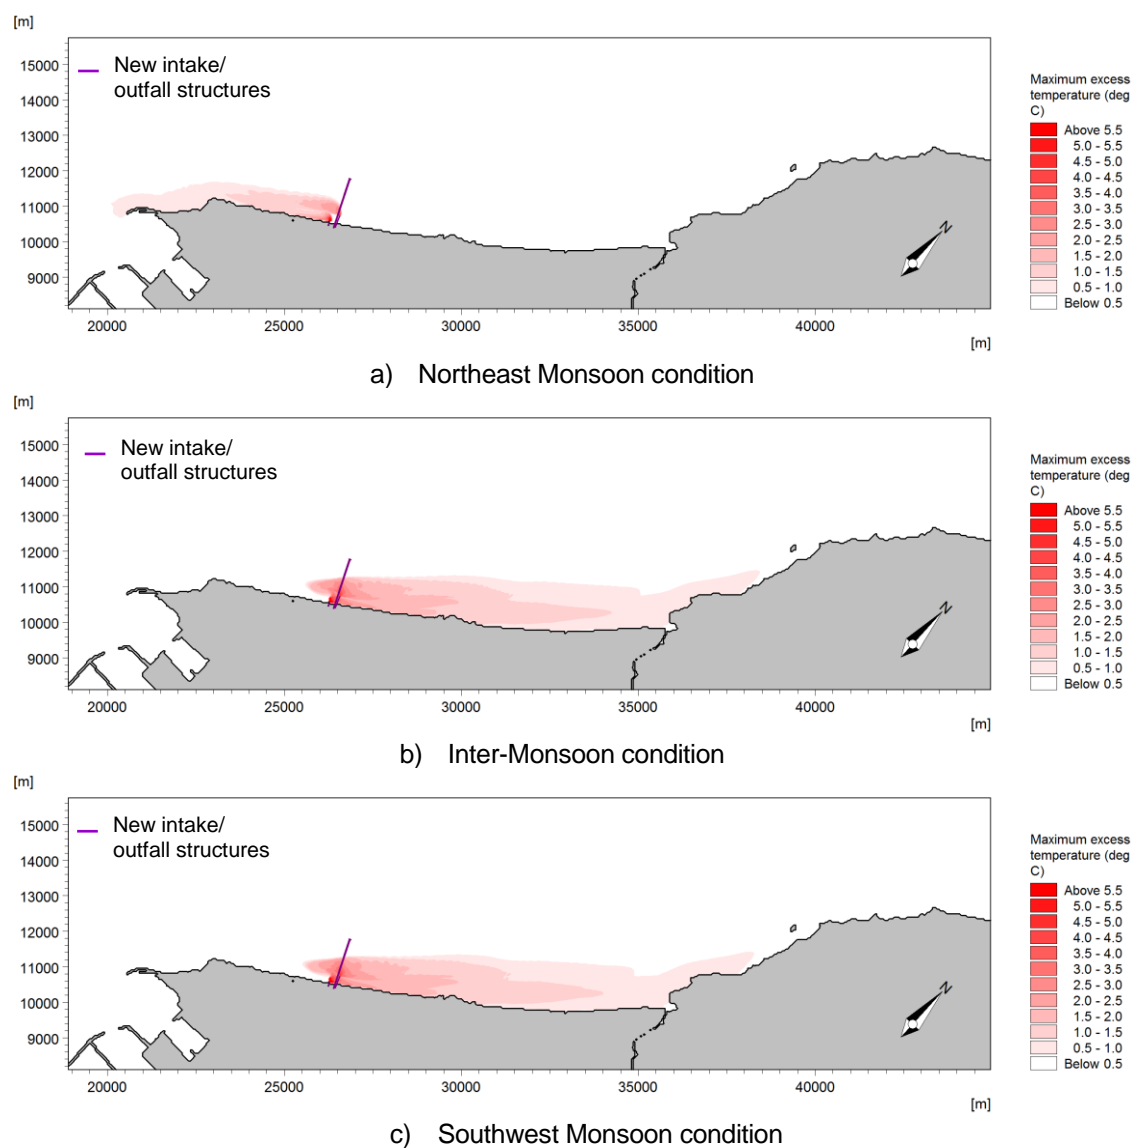 [m]
15000
14000
13000
12000
11000
10000
9000
New intake/
outfall structures
20000 25000 30000 35000 40000
[m]
N
Maximum excess
temperature (deg
C)
Above 5.5
5.0 - 5.5
4.5 - 5.0
4.0 - 4.5
3.5 - 4.0
3.0 - 3.5
2.5 - 3.0
2.0 - 2.5
1.5 - 2.0
1.0 - 1.5
0.5 - 1.0
Below 0.5
a) Northeast Monsoon condition
[m]
15000
14000
13000
12000
11000
10000
9000
New intake/
outfall structures
20000 25000 30000 35000 40000
[m]
N
Maximum excess
temperature (deg
C)
Above 5.5
5.0 - 5.5
4.5 - 5.0
4.0 - 4.5
3.5 - 4.0
3.0 - 3.5
2.5 - 3.0
2.0 - 2.5
1.5 - 2.0
1.0 - 1.5
0.5 - 1.0
Below 0.5
b) Inter-Monsoon condition
[m]
15000
14000
13000
12000
11000
10000
9000
New intake/
outfall structures
20000 25000 30000 35000 40000
[m]
N
Maximum excess
temperature (deg
C)
Above 5.5
5.0 - 5.5
4.5 - 5.0
4.0 - 4.5
3.5 - 4.0
3.0 - 3.5
2.5 - 3.0
2.0 - 2.5
1.5 - 2.0
1.0 - 1.5
0.5 - 1.0
Below 0.5
c) Southwest Monsoon condition